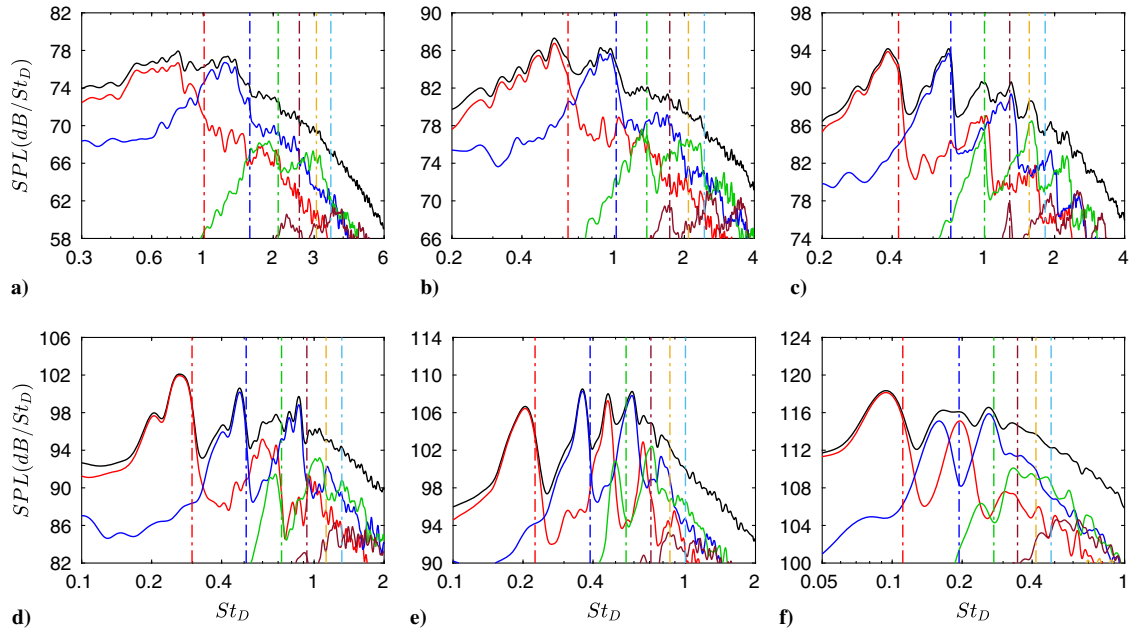 82
78
74
70
66
62
58
0.3 0.6 1 2 3 6
SPL(dB/St_D)
a)
90
86
82
78
74
70
66
0.2 0.4 1 2 4
b)
98
94
90
86
82
78
74
0.2 0.4 1 2 4
c)
106
102
98
94
90
86
82
0.1 0.2 0.4 1 2
SPL(dB/St_D)
St_D
d)
114
110
106
102
98
94
90
0.1 0.2 0.4 1 2
St_D
e)
124
120
116
112
108
104
100
0.05 0.1 0.2 0.4 1
St_D
f)